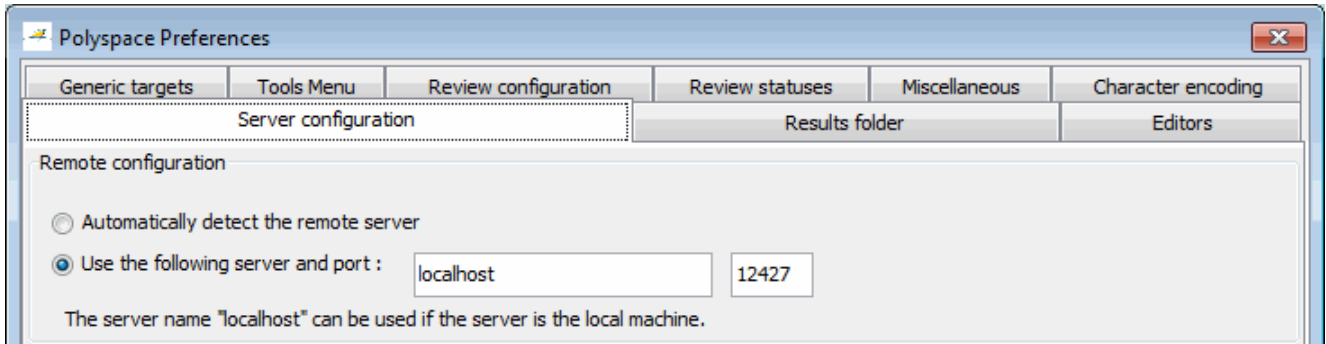 Polyspace Preferences
Generic targets Tools Menu Review configuration Review statuses Miscellaneous Character encoding
Server configuration Results folder Editors
Remote configuration
Automatically detect the remote server
Use the following server and port : localhost 12427
The server name "localhost" can be used if the server is the local machine.